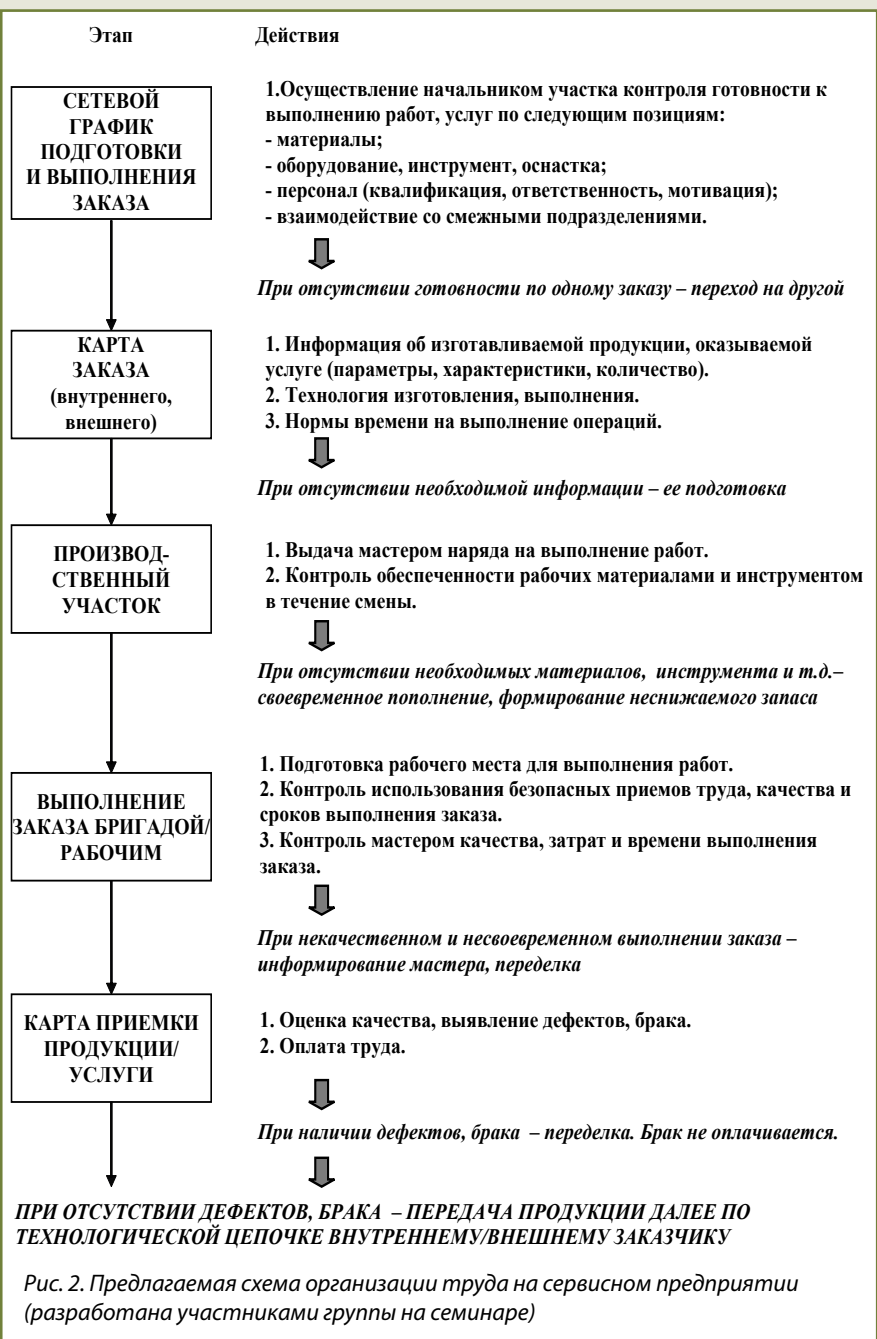 Этап
Действия
СЕТЕВОЙ
ГРАФИК
ПОДГОТОВКИ
И ВЫПОЛНЕНИЯ
ЗАКАЗА
1.Осуществление начальником участка контроля готовности к
выполнению работ, услуг по следующим позициям:
- материалы;
- оборудование, инструмент, оснастка;
- персонал (квалификация, ответственность, мотивация);
- взаимодействие со смежными подразделениями.
При отсутствии готовности по одному заказу – переход на другой
КАРТА
ЗАКАЗА
(внутреннего,
внешнего)
1. Информация об изготавливаемой продукции, оказываемой
услуге (параметры, характеристики, количество).
2. Технология изготовления, выполнения.
3. Нормы времени на выполнение операций.
При отсутствии необходимой информации – ее подготовка
ПРОИЗВОД-
СТВЕННЫЙ
УЧАСТОК
1. Выдача мастером наряда на выполнение работ.
2. Контроль обеспеченности рабочих материалами и инструментом
в течение смены.
При отсутствии необходимых материалов, инструмента и т.д.–
своевременное пополнение, формирование неснижаемого запаса
ВЫПОЛНЕНИЕ
ЗАКАЗА БРИГАДОЙ/
РАБОЧИМ
1. Подготовка рабочего места для выполнения работ.
2. Контроль использования безопасных приемов труда, качества и
сроков выполнения заказа.
3. Контроль мастером качества, затрат и времени выполнения
заказа.
При некачественном и несвоевременном выполнении заказа –
информирование мастера, переделка
КАРТА ПРИЕМКИ
ПРОДУКЦИИ/
УСЛУГИ
1. Оценка качества, выявление дефектов, брака.
2. Оплата труда.
При наличии дефектов, брака – переделка. Брак не оплачивается.
ПРИ ОТСУТСТВИИ ДЕФЕКТОВ, БРАКА – ПЕРЕДАЧА ПРОДУКЦИИ ДАЛЕЕ ПО
ТЕХНОЛОГИЧЕСКОЙ ЦЕПОЧКЕ ВНУТРЕННЕМУ/ВНЕШНЕМУ ЗАКАЗЧИКУ
Рис. 2. Предлагаемая схема организации труда на сервисном предприятии
(разработана участниками группы на семинаре)